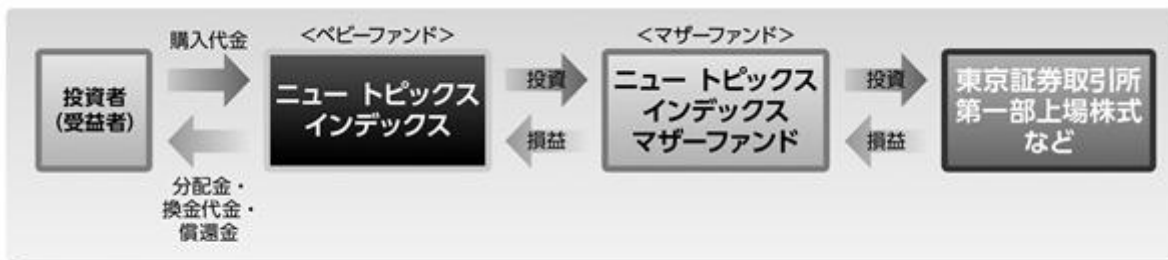 購入代金
<ベビーファンド>
<マザーファンド>
投資者
(受益者)
ニュー トピックス
インデックス
投資
損益
ニュー トピックス
インデックス
マザーファンド
投資
損益
東京証券取引所
第一部上場株式
など
分配金・
換金代金・
償還金